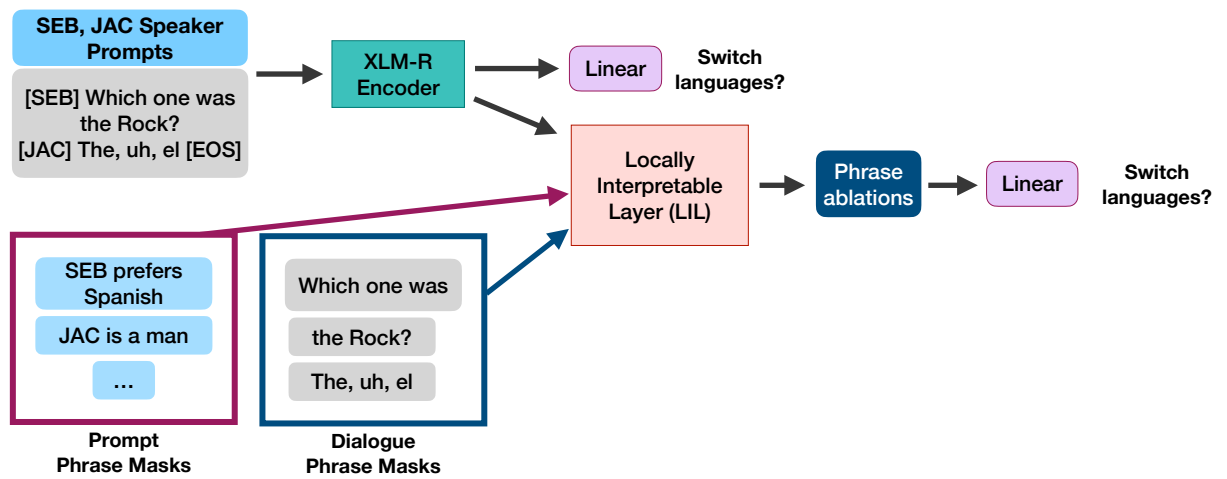 SEB, JAC Speaker
Prompts
[SEB] Which one was
the Rock?
[JAC] The, uh, el [EOS]
XLM-R
Encoder
Linear
Switch
languages?
Locally
Interpretable
Layer (LIL)
Phrase
ablations
Linear
Switch
languages?
SEB prefers
Spanish
JAC is a man
...
Prompt
Phrase Masks
Which one was
the Rock?
The, uh, el
Dialogue
Phrase Masks